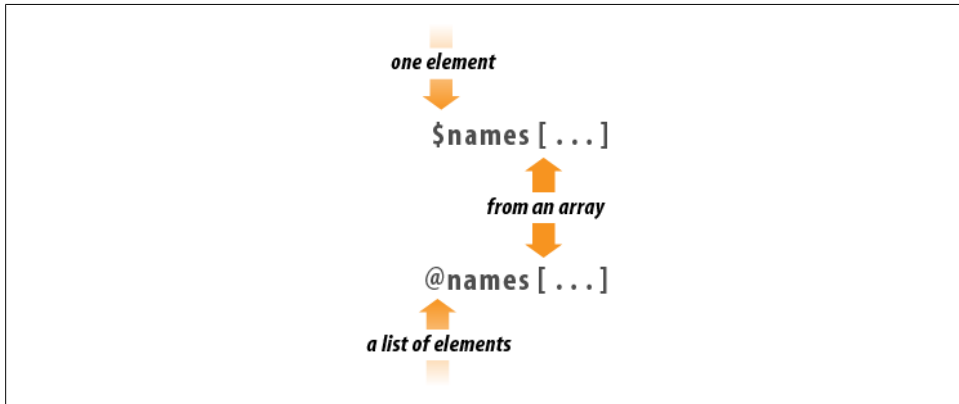 one element
$names[...]
from an array
@names[...]
a list of elements